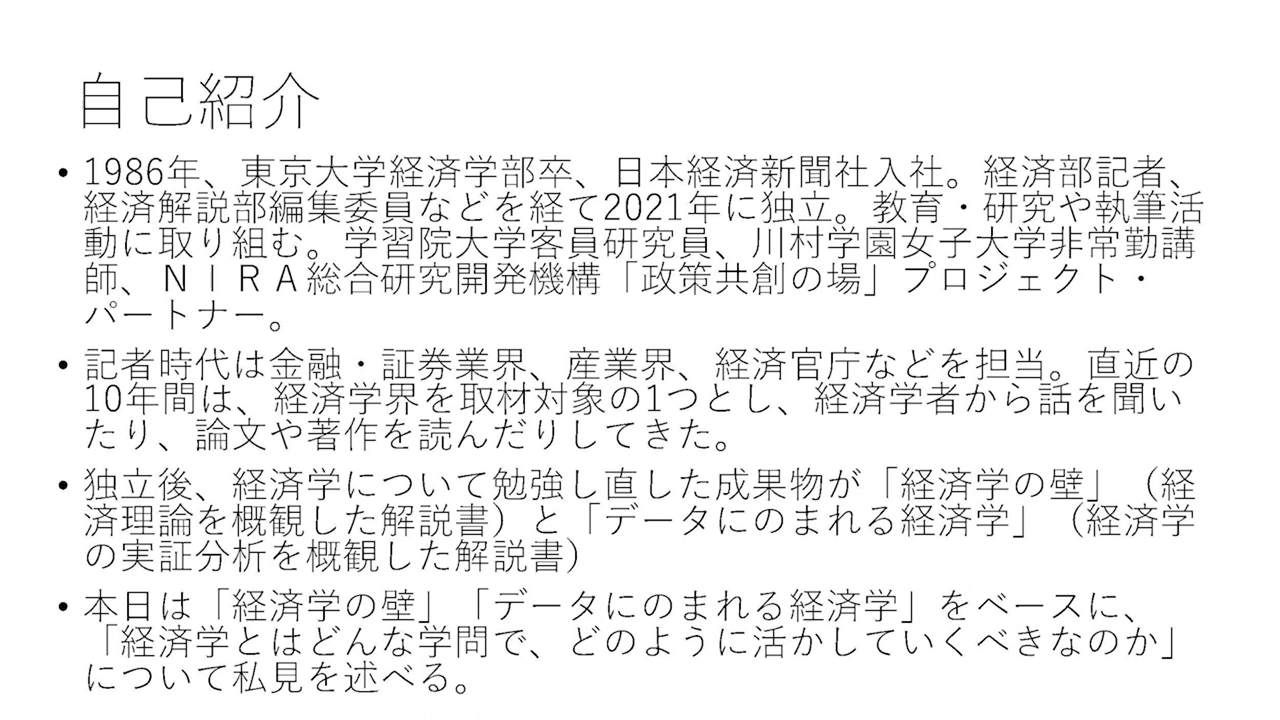 自己紹介
• 1986年、東京大学経済学部卒、日本経済新聞社入社。経済部記者、
経済解説部編集委員などを経て2021年に独立。教育・研究や執筆活
動に取り組む。学習院大学客員研究員、川村学園女子大学非常勤講
師、ＮＩＲＡ総合研究開発機構「政策共創の場」プロジェクト・
パートナー。
• 記者時代は金融・証券業界、産業界、経済官庁などを担当。直近の
10年間は、経済学界を取材対象の1つとし、経済学者から話を聞い
たり、論文や著作を読んだりしてきた。
• 独立後、経済学について勉強し直した成果物が「経済学の壁」（経
済理論を概観した解説書）と「データにのまれる経済学」（経済学
の実証分析を概観した解説書）
• 本日は「経済学の壁」「データにのまれる経済学」をベースに、
「経済学とはどんな学問で、どのように活かしていくべきなのか」
について私見を述べる。